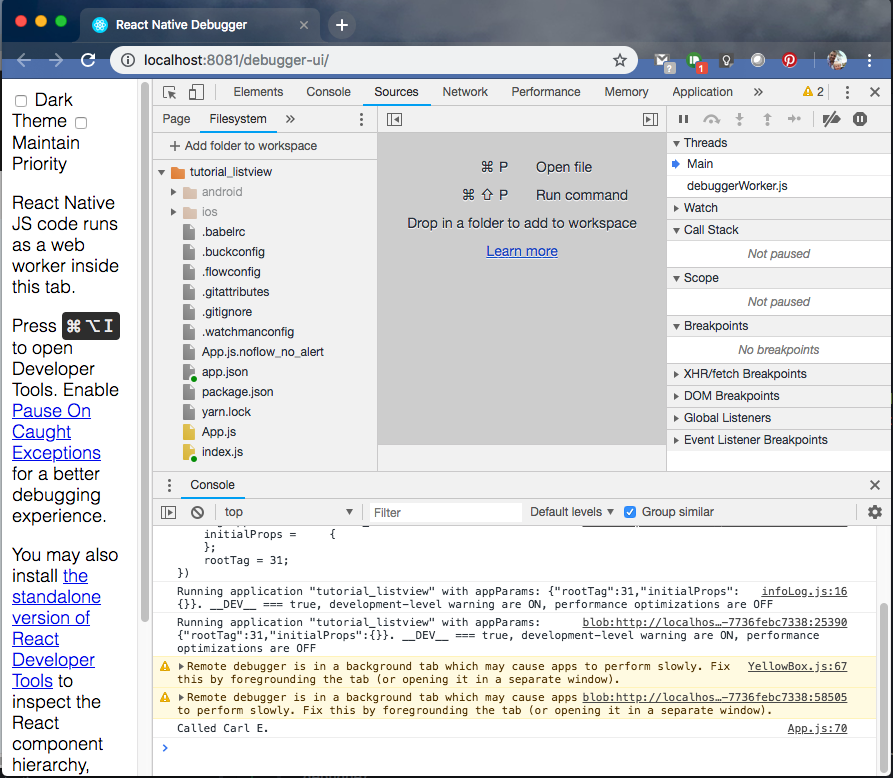 React Native Debugger
localhost:8081/debugger-ui/
?
1
Dark
Theme
Maintain
Priority
React Native
JS code runs
as a web
worker inside
this tab.
Press ⌘⌥I
to open
Developer
Tools. Enable
Pause On
Caught
Exceptions
for a better
debugging
experience.
You may also
install the
standalone
version of
React
Developer
Tools to
inspect the
React
component
hierarchy,
Elements Console Sources Network Performance Memory Application » 2
Page Filesystem »
+ Add folder to workspace
tutorial_listview
android
ios
.babelrc
.buckconfig
.flowconfig
.gitattributes
.gitignore
.watchmanconfig
App.js.noflow_no_alert
app.json
package.json
yarn.lock
App.js
index.js
⌘ P Open file
⌘ ⇧ P Run command
Drop in a folder to add to workspace
Learn more
Threads
Main
debuggerWorker.js
Watch
Call Stack
Not paused
Scope
Not paused
Breakpoints
No breakpoints
XHR/fetch Breakpoints
DOM Breakpoints
Global Listeners
Event Listener Breakpoints
Console
top Filter Default levels Group similar
initialProps = {
};
rootTag = 31;
})
Running application "tutorial_listview" with appParams: {"rootTag":31,"initialProps": infoLog.js:16
{}}. __DEV__ === true, development-level warning are ON, performance optimizations are OFF
Running application "tutorial_listview" with appParams: blob:http://localhos…-7736febc7338:25390
{"rootTag":31,"initialProps":{}}. __DEV__ === true, development-level warning are ON, performance
optimizations are OFF
Remote debugger is in a background tab which may cause apps to perform slowly. Fix YellowBox.js:67
this by foregrounding the tab (or opening it in a separate window).
Remote debugger is in a background tab which may cause apps blob:http://localhos…-7736febc7338:58505
to perform slowly. Fix this by foregrounding the tab (or opening it in a separate window).
Called Carl E. App.js:70